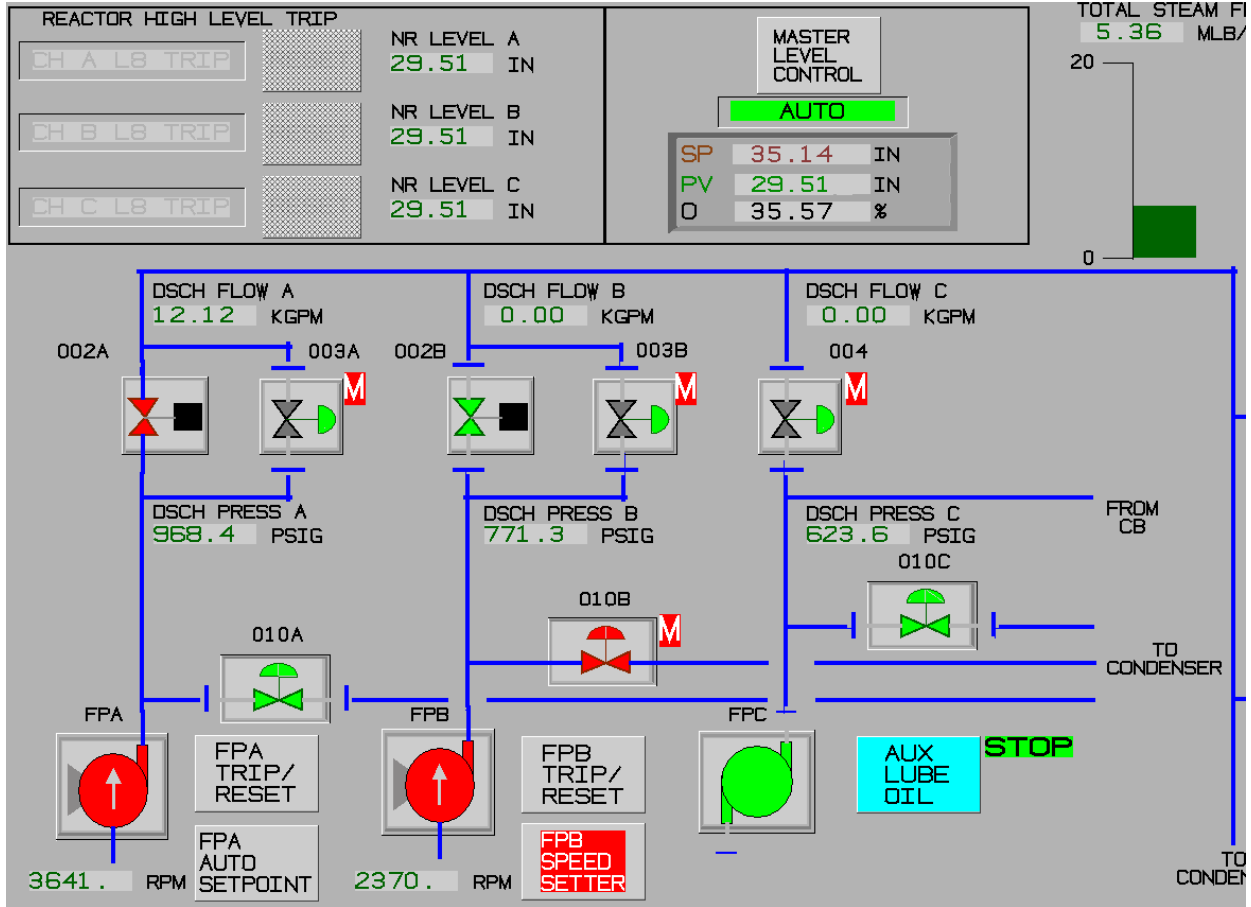 REACTOR HIGH LEVEL TRIP
CH A L8 TRIP
NR LEVEL A
29.51 IN
CH B L8 TRIP
NR LEVEL B
29.51 IN
CH C L8 TRIP
NR LEVEL C
29.51 IN
MASTER
LEVEL
CONTROL
AUTO
SP 35.14 IN
PV 29.51 IN
O 35.57 %
TOTAL STEAM
5.36 MLB/
20
0
DSCH FLOW A
12.12 KGPM
DSCH FLOW B
0.00 KGPM
DSCH FLOW C
0.00 KGPM
002A
003A
M
002B
003B
M
004
M
DSCH PRESS A
968.4 PSIG
DSCH PRESS B
771.3 PSIG
DSCH PRESS C
623.6 PSIG
FROM
CB
010A
010B
M
010C
TO
CONDENSER
FPA
FPA
TRIP/
RESET
FPA
AUTO
SETPOINT
3641. RPM
FPB
FPB
TRIP/
RESET
FPB
SPEED
SETTER
2370. RPM
FPC
AUX
LUBE
OIL
STOP
TO